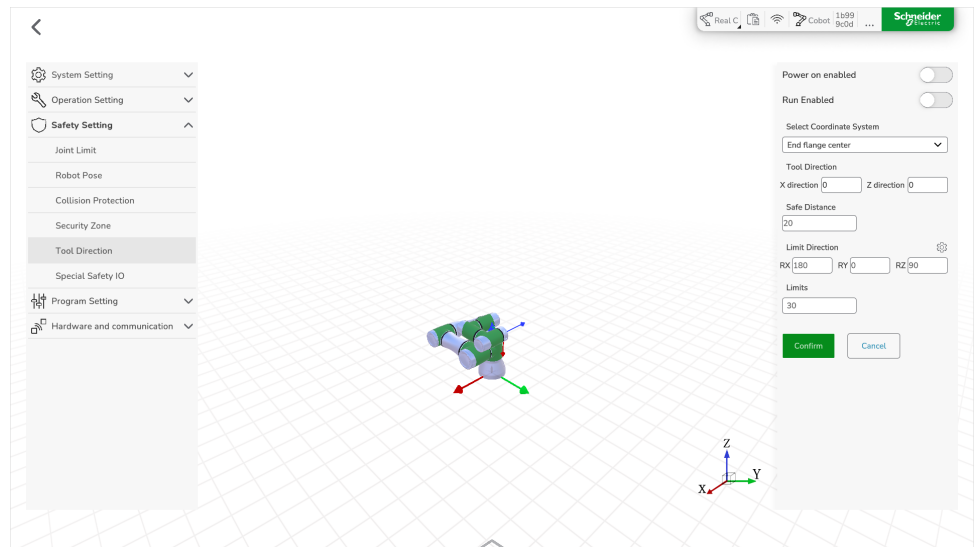 Real C
Cobot
1b99
9c0d
...
Schneider
Electric
System Setting
Operation Setting
Safety Setting
Joint Limit
Robot Pose
Collision Protection
Security Zone
Tool Direction
Special Safety IO
Program Setting
Hardware and communication
Power on enabled
Run Enabled
Select Coordinate System
End flange center
Tool Direction
X direction 0 Z direction 0
Safe Distance
20
Limit Direction
RX 180 RY 0 RZ 90
Limits
30
Confirm Cancel
Z
Y
X